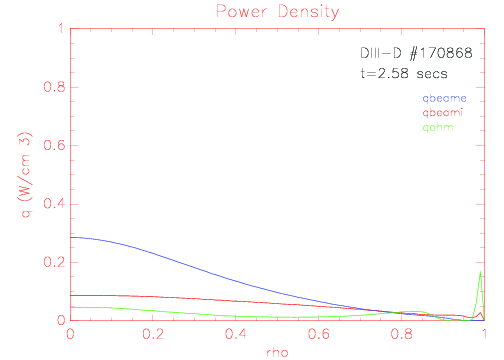 Power Density
DIII-D #170868
t=2.58 secs
qbeame
qbeami
qohm
q (W/cm 3)
1
0.8
0.6
0.4
0.2
0
0
0.2
0.4
0.6
0.8
1
rho